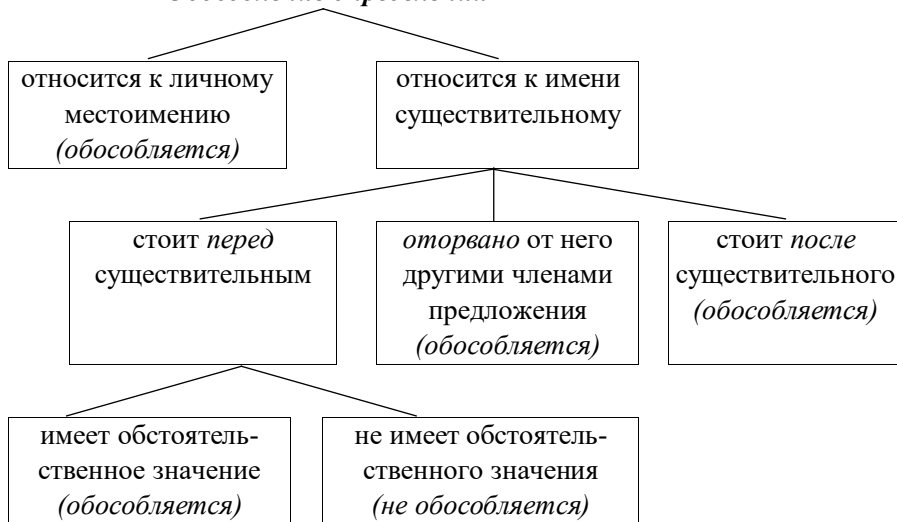 относится к личному
местоимению
(обособляется)
относится к имени
существительному
стоит перед
существительным
оторвано от него
другими членами
предложения
(обособляется)
стоит после
существительного
(обособляется)
имеет обстоятель-
ственное значение
(обособляется)
не имеет обстоятель-
ственного значения
(не обособляется)